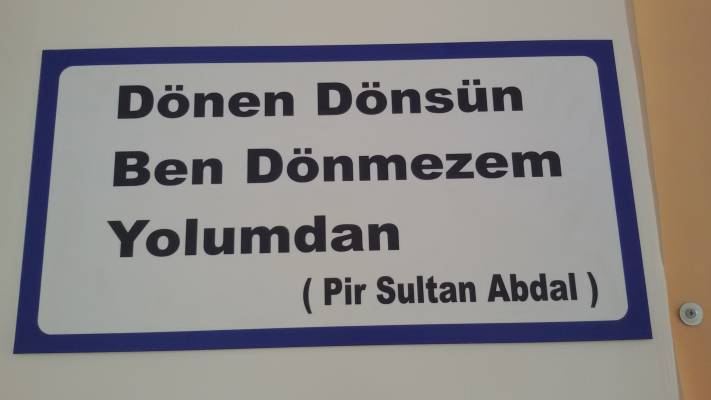 Dönen Dönsün
Ben Dönmezem
Yolumdan
( Pir Sultan Abdal )